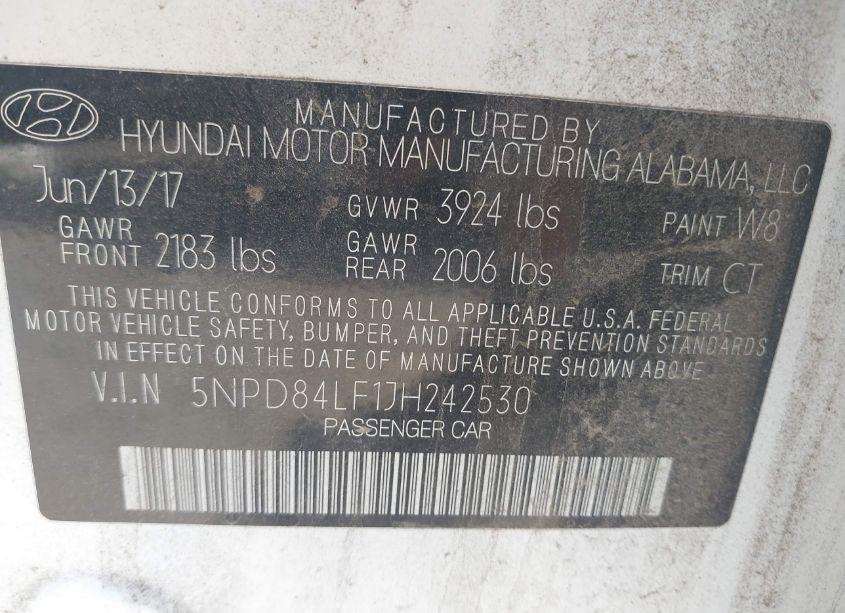 MANUFACTURED BY
HYUNDAI MOTOR MANUFACTURING ALABAMA, LLC
Jun/13/17 GVWR 3924 lbs PAINT W8
GAWR FRONT 2183 lbs GAWR REAR 2006 lbs TRIM CT
THIS VEHICLE CONFORMS TO ALL APPLICABLE U.S.A. FEDERAL
MOTOR VEHICLE SAFETY, BUMPER, AND THEFT PREVENTION STANDARDS
IN EFFECT ON THE DATE OF MANUFACTURE SHOWN ABOVE.
V.I.N 5NPD84LF1JH242530
PASSENGER CAR